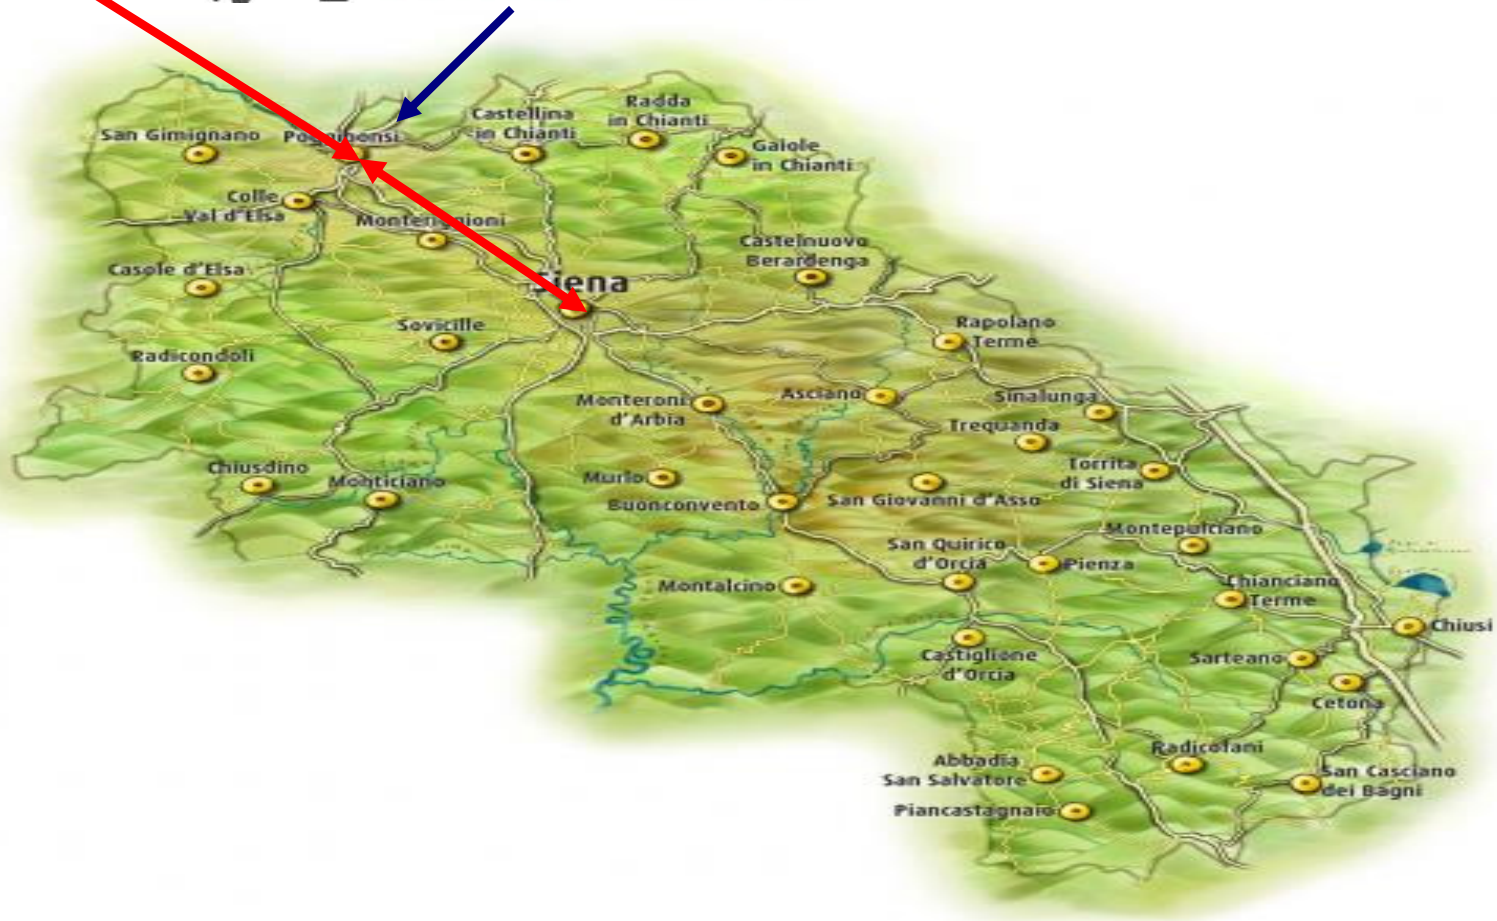 San Gimignano
Poggibonsi
Castellina
in Chianti
Radda
in Chianti
Gaiole
in Chianti
Colle
Val d'Elsa
Monteriggioni
Castelnuovo
Berardenga
Casole d'Elsa
Siena
Sovicille
Rapolano
Terme
Radicondoli
Monteroni
d'Arbia
Asciano
Sinalunga
Trequanda
Chiusdino
Monticiano
Murlo
Buonconvento
San Giovanni d'Asso
Torrita
di Siena
Montepulciano
San Quirico
d'Orcia
Pienza
Montalcino
Chianciano
Terme
Chiusi
Castiglione
d'Orcia
Sarteano
Cetona
Abbadia
San Salvatore
Radicofani
San Casciano
dei Bagni
Piancastagnaio